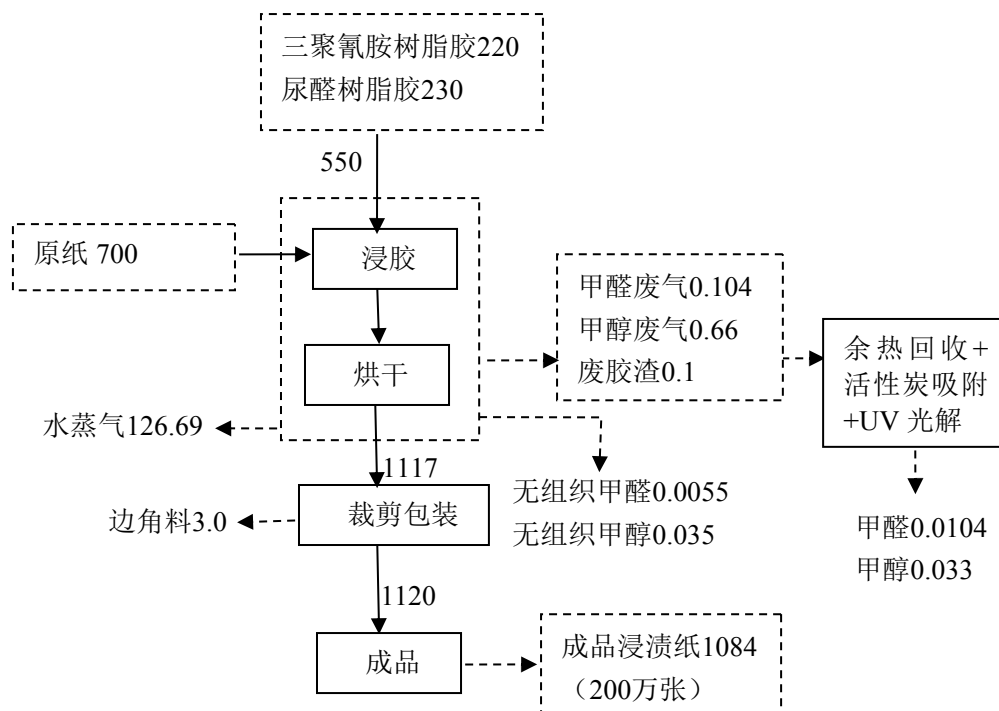 三聚氰胺树脂胶220
尿醛树脂胶230
550
原纸 700
浸胶
甲醛废气0.104
甲醇废气0.66
废胶渣0.1
余热回收+
活性炭吸附
+UV 光解
烘干
水蒸气126.69
1117
无组织甲醛0.0055
无组织甲醇0.035
边角料3.0
裁剪包装
甲醛0.0104
甲醇0.033
1120
成品
成品浸渍纸1084
（200万张）